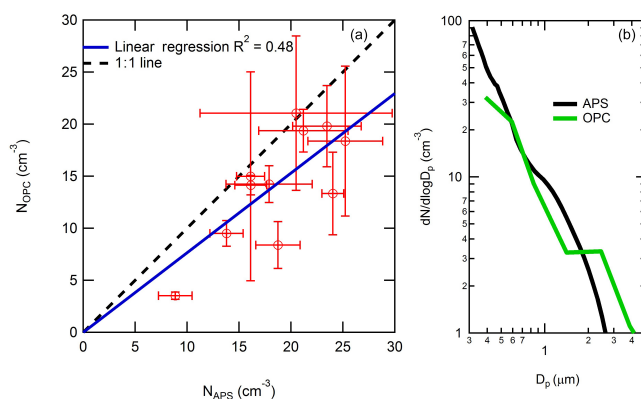 (a)
Linear regression R² = 0.48
1:1 line
30
25
20
15
10
5
0
N_OPC (cm⁻³)
0 5 10 15 20 25 30
N_APS (cm⁻³)
(b)
APS
OPC
100
8
7
6
5
4
3
2
10
8
7
6
5
4
3
2
1
dN/dlogD_p (cm⁻³)
3 4 5 6 7 2 3 4
1
D_p (μm)